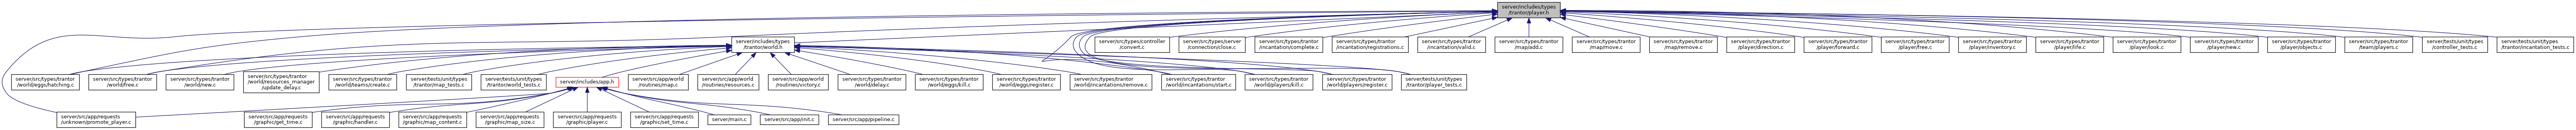 server/includes/types
/trantor/player.h
server/includes/types
/trantor/world.h
server/src/types/controller
/convert.c
server/src/types/server
/connection/close.c
server/src/types/trantor
/incantation/complete.c
server/src/types/trantor
/incantation/registrations.c
server/src/types/trantor
/incantation/valid.c
server/src/types/trantor
/map/add.c
server/src/types/trantor
/map/move.c
server/src/types/trantor
/map/remove.c
server/src/types/trantor
/player/direction.c
server/src/types/trantor
/player/forward.c
server/src/types/trantor
/player/free.c
server/src/types/trantor
/player/inventory.c
server/src/types/trantor
/player/life.c
server/src/types/trantor
/player/look.c
server/src/types/trantor
/player/new.c
server/src/types/trantor
/player/objects.c
server/src/types/trantor
/team/players.c
server/tests/unit/types
/controller_tests.c
server/tests/unit/types
/trantor/incantation_tests.c
server/src/types/trantor
/world/eggs/hatching.c
server/src/types/trantor
/world/free.c
server/src/types/trantor
/world/new.c
server/src/types/trantor
/world/resources_manager
/update_delay.c
server/src/types/trantor
/world/teams/create.c
server/tests/unit/types
/trantor/map_tests.c
server/tests/unit/types
/trantor/world_tests.c
server/includes/app.h
server/src/app/world
/routines/map.c
server/src/app/world
/routines/resources.c
server/src/app/world
/routines/victory.c
server/src/types/trantor
/world/delay.c
server/src/types/trantor
/world/eggs/kill.c
server/src/types/trantor
/world/eggs/register.c
server/src/types/trantor
/world/incantations/remove.c
server/src/types/trantor
/world/incantations/start.c
server/src/types/trantor
/world/players/kill.c
server/src/types/trantor
/world/players/register.c
server/tests/unit/types
/trantor/player_tests.c
server/src/app/requests
/unknown/promote_player.c
server/src/app/requests
/graphic/get_time.c
server/src/app/requests
/graphic/handler.c
server/src/app/requests
/graphic/map_content.c
server/src/app/requests
/graphic/map_size.c
server/src/app/requests
/graphic/player.c
server/src/app/requests
/graphic/set_time.c
server/main.c
server/src/app/init.c
server/src/app/pipeline.c